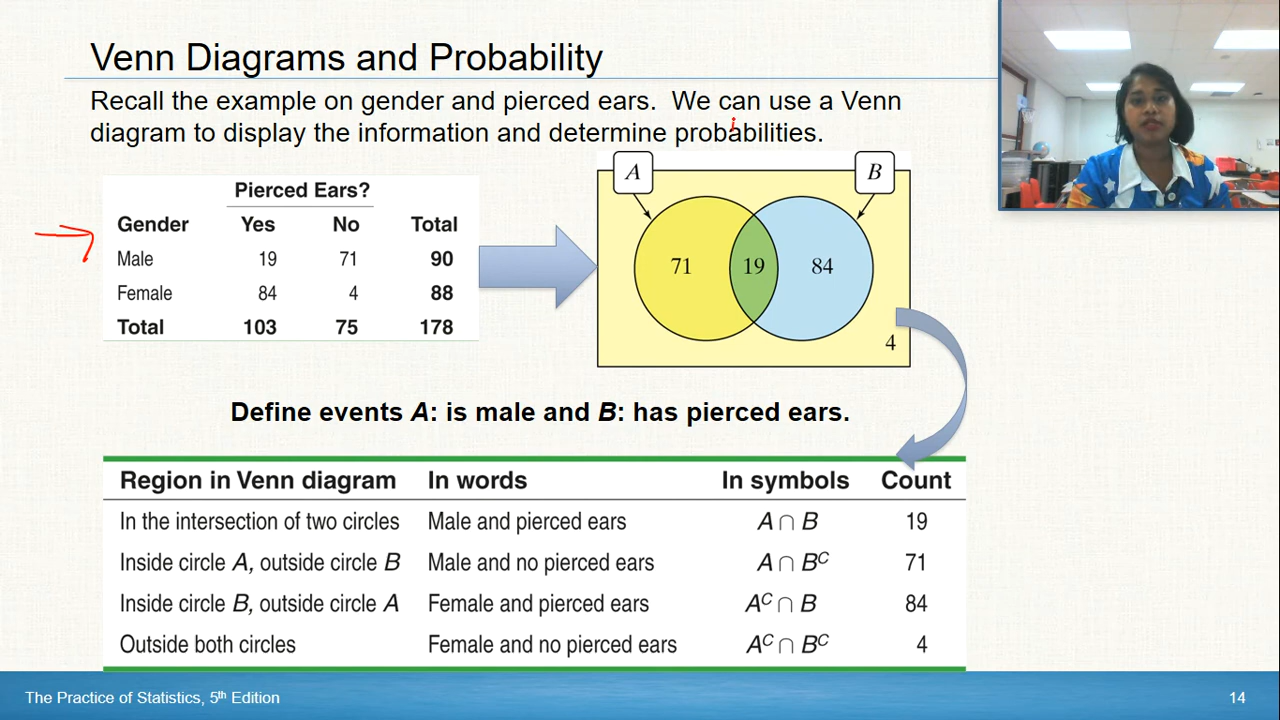 Venn Diagrams and Probability
Recall the example on gender and pierced ears. We can use a Venn
diagram to display the information and determine probabilities.
Pierced Ears?
Gender Yes No Total
Male 19 71 90
Female 84 4 88
Total 103 75 178
A B
71 19 84
4
Define events A: is male and B: has pierced ears.
Region in Venn diagram In words In symbols Count
In the intersection of two circles Male and pierced ears A ∩ B 19
Inside circle A, outside circle B Male and no pierced ears A ∩ Bᶜ 71
Inside circle B, outside circle A Female and pierced ears Aᶜ ∩ B 84
Outside both circles Female and no pierced ears Aᶜ ∩ Bᶜ 4
The Practice of Statistics, 5th Edition 14